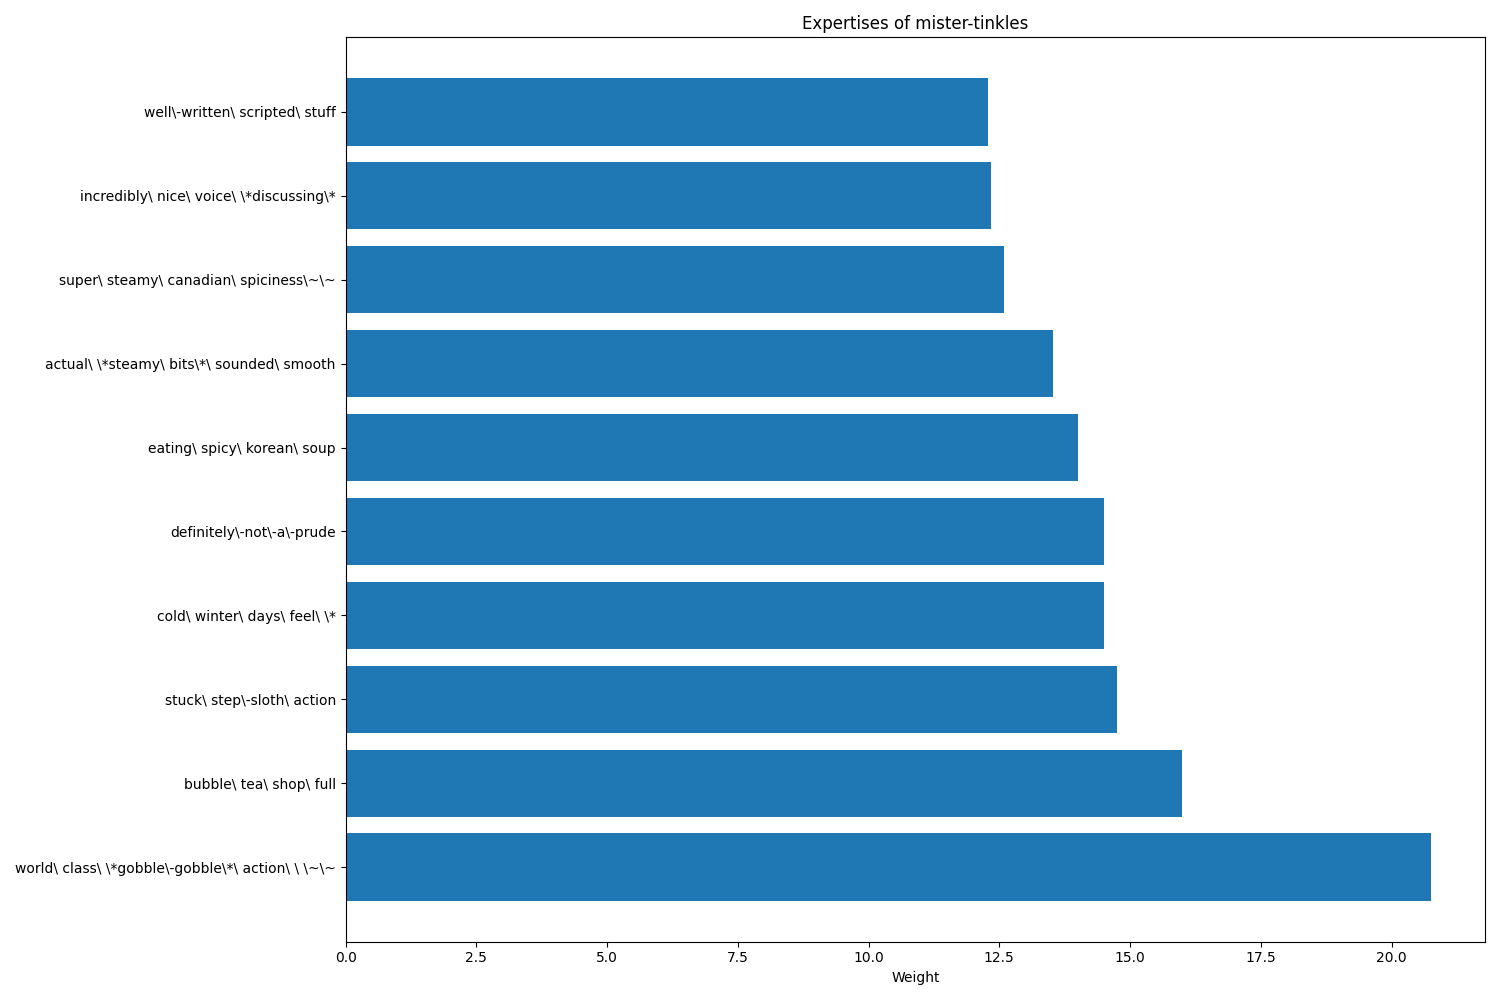 Expertises of mister-tinkles
well\-written\ scripted\ stuff
incredibly\ nice\ voice\ \*discussing\*
super\ steamy\ canadian\ spiciness\~\~
actual\ \*steamy\ bits\*\ sounded\ smooth
eating\ spicy\ korean\ soup
definitely\-not\-a\-prude
cold\ winter\ days\ feel\ \*
stuck\ step\-sloth\ action
bubble\ tea\ shop\ full
world\ class\ \*gobble\-gobble\*\ action\ \ \~\~
0.0 2.5 5.0 7.5 10.0 12.5 15.0 17.5 20.0
Weight